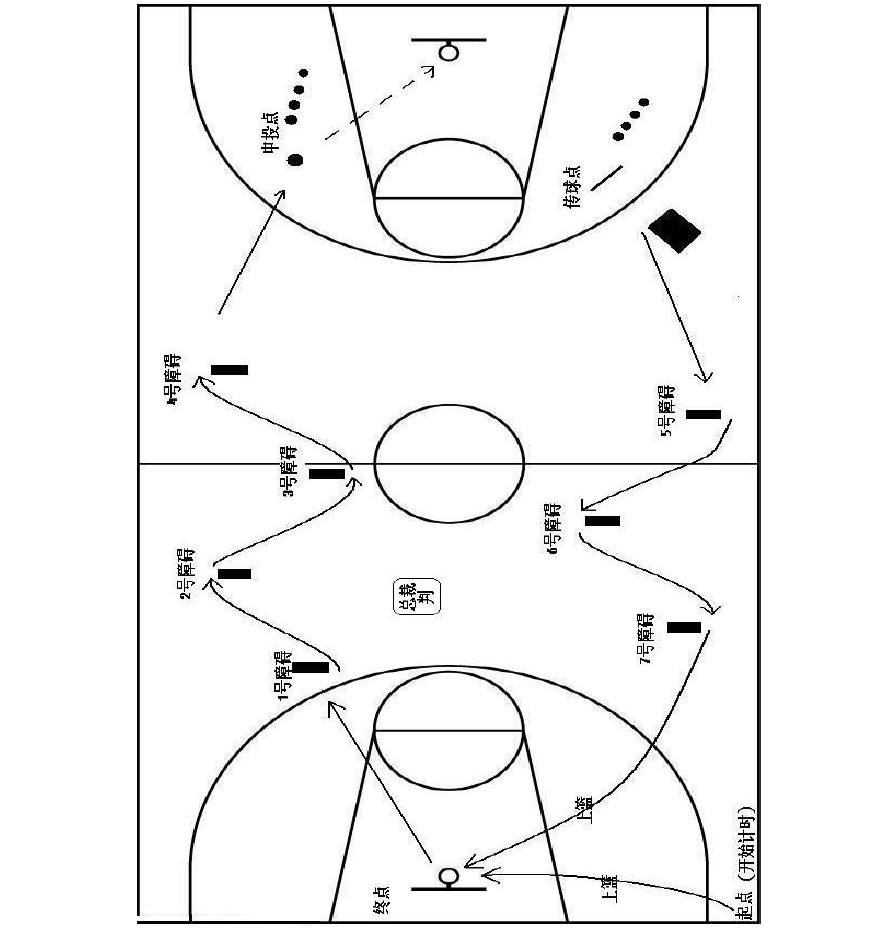 中投点
传球点
4号障碍
5号障碍
3号障碍
6号障碍
2号障碍
总裁
判
7号障碍
1号障碍
上篮
上篮
终点
起点（开始计时）